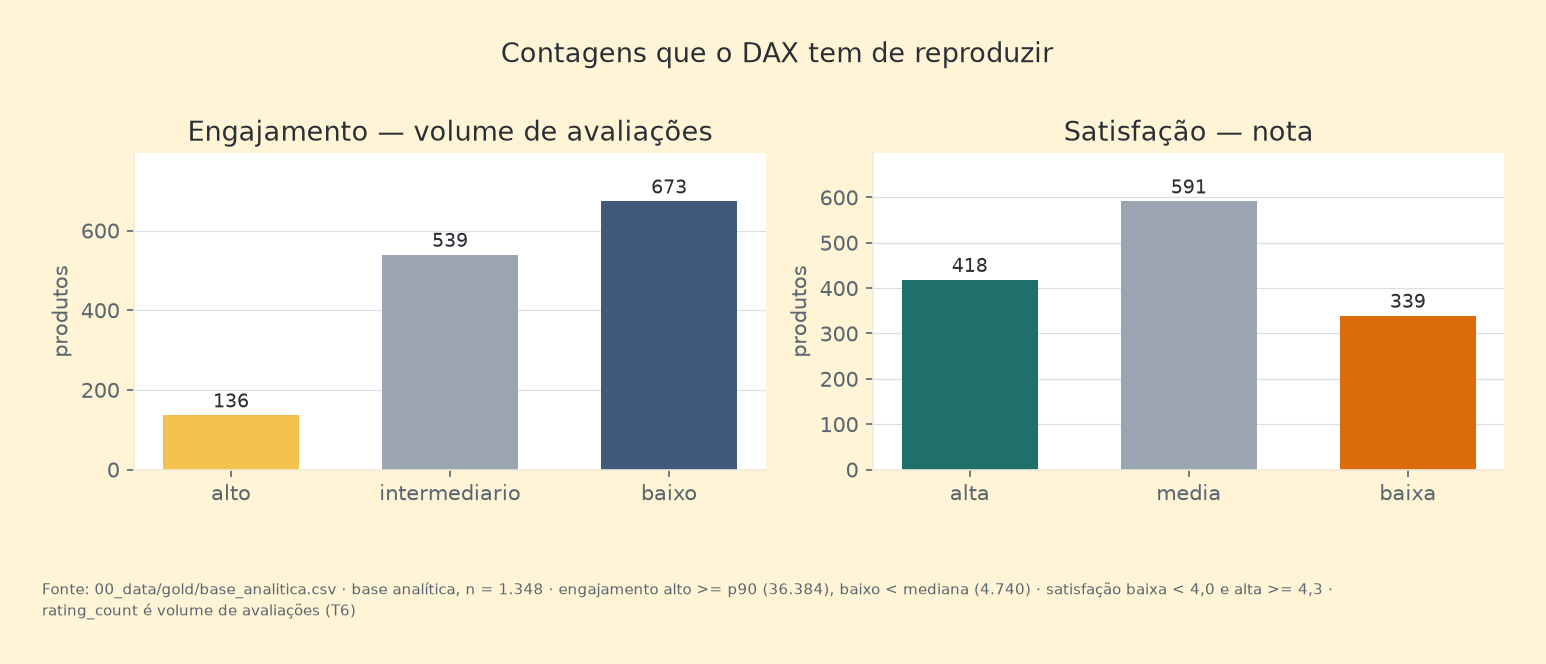 Contagens que o DAX tem de reproduzir
Engajamento — volume de avaliações
produtos
600
400
200
0
136
539
673
alto
intermediario
baixo
Satisfação — nota
produtos
600
500
400
300
200
100
0
418
591
339
alta
media
baixa
Fonte: 00_data/gold/base_analitica.csv · base analítica, n = 1.348 · engajamento alto >= p90 (36.384), baixo < mediana (4.740) · satisfação baixa < 4,0 e alta >= 4,3 ·
rating_count é volume de avaliações (T6)